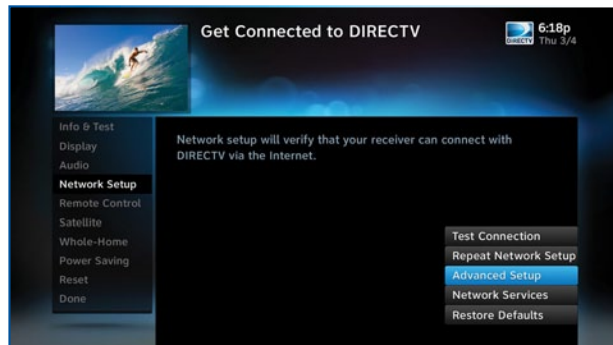 Get Connected to DIRECTV
DIRECTV
6:18p
Thu 3/4
Info & Test
Display
Audio
Network Setup
Remote Control
Satellite
Whole-Home
Power Saving
Reset
Done
Network setup will verify that your receiver can connect with
DIRECTV via the Internet.
Test Connection
Repeat Network Setup
Advanced Setup
Network Services
Restore Defaults